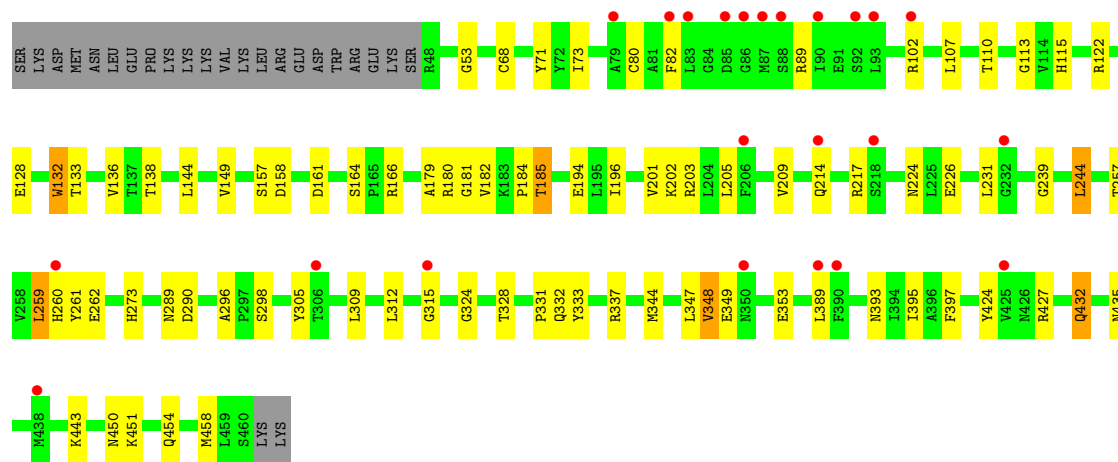 SER LYS ASP MET ASN LEU GLU PRO LYS LYS LYS VAL LYS LEU ARG GLU ASP TRP ARG GLU LYS SER R48 G53 C68 Y71 Y72 I73 A79 C80 A81 F82 L83 G84 D85 G86 M87 S88 R89 I90 E91 S92 L93 R102 L107 T110 G113 V114 H115 R122
E128 W132 T133 V136 T137 T138 L144 V149 S157 D158 D161 S164 P165 R166 A179 R180 G181 V182 K183 P184 T185 E194 L195 I196 V201 K202 R203 L204 L205 F206 V209 Q214 R217 S218 N224 L225 E226 L231 G232 G239 L244 T257
V258 L259 H260 Y261 E262 H273 N289 D290 A296 P297 S298 Y305 T306 L309 L312 G315 G324 T328 P331 Q332 Y333 R337 M344 L347 V348 E349 N350 E353 L389 F390 N393 I394 I395 A396 F397 Y424 V425 N426 R427 Q432 N435
M438 K443 N450 K451 Q454 M458 L459 S460 LYS LYS